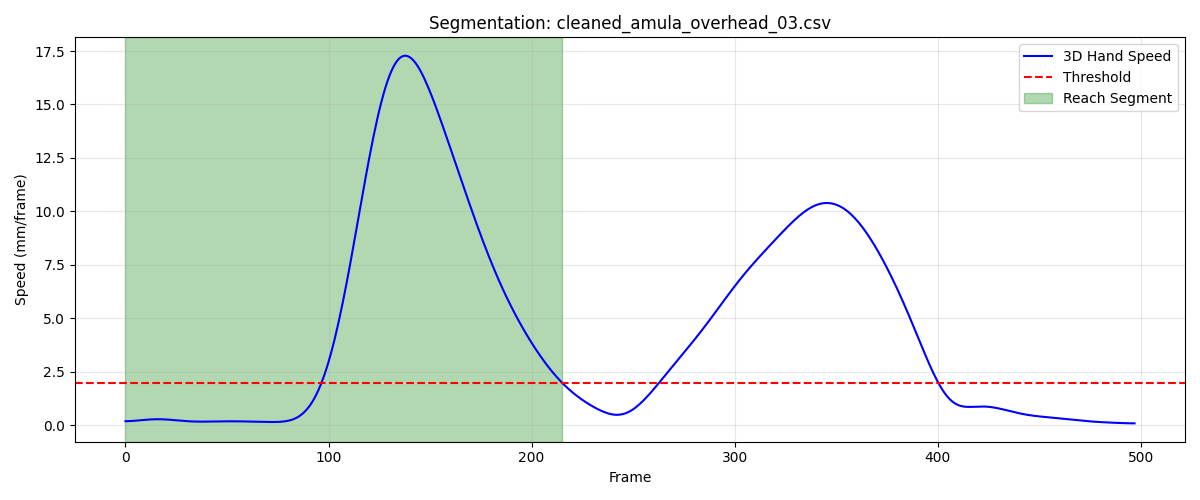 Segmentation: cleaned_amula_overhead_03.csv
17.5
15.0
12.5
10.0
7.5
5.0
2.5
0.0
Speed (mm/frame)
3D Hand Speed
Threshold
Reach Segment
0 100 200 300 400 500
Frame